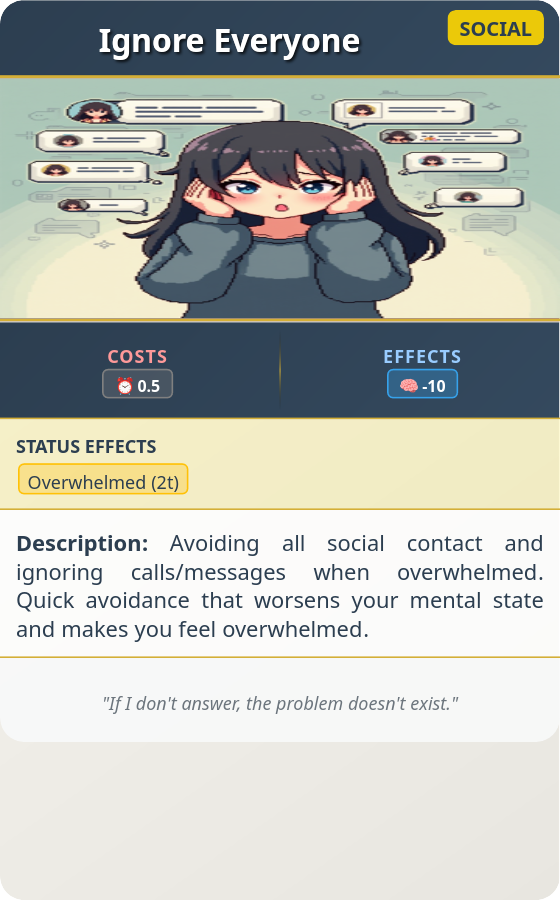 Ignore Everyone
SOCIAL
COSTS
⏰ 0.5
EFFECTS
🧠 -10
STATUS EFFECTS
Overwhelmed (2t)
Description: Avoiding all social contact and
ignoring calls/messages when overwhelmed.
Quick avoidance that worsens your mental state
and makes you feel overwhelmed.
"If I don't answer, the problem doesn't exist."